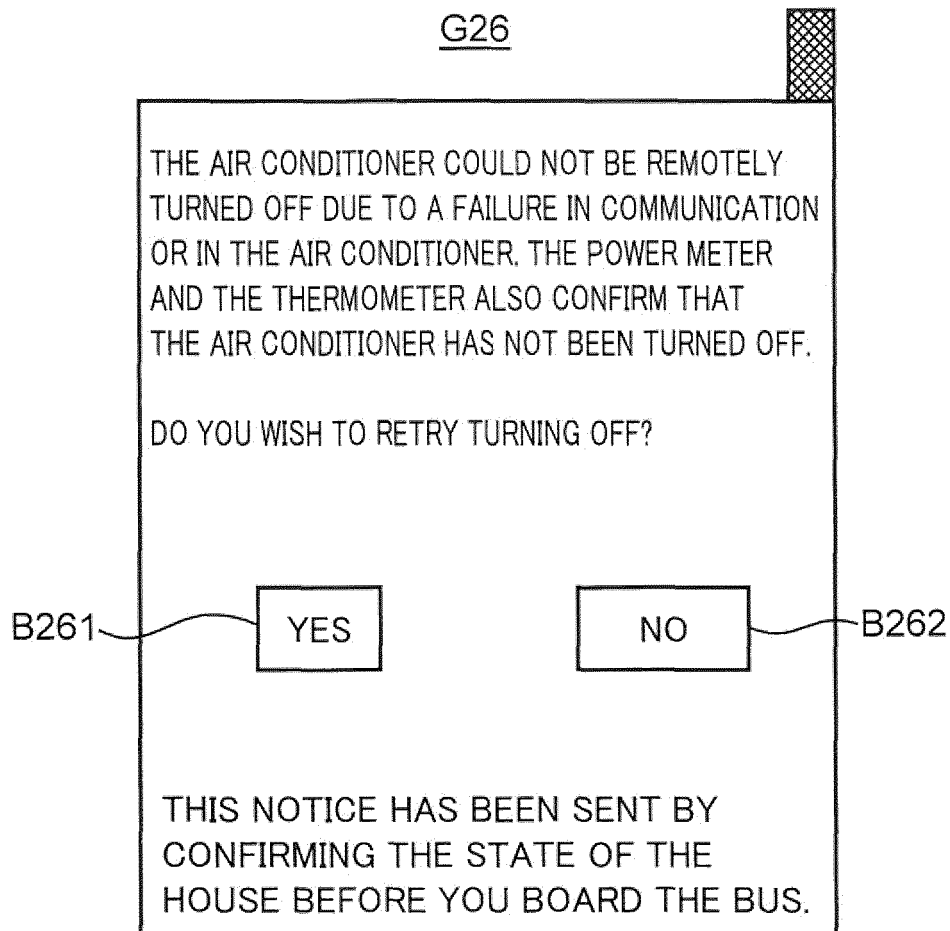 G26
THE AIR CONDITIONER COULD NOT BE REMOTELY
TURNED OFF DUE TO A FAILURE IN COMMUNICATION
OR IN THE AIR CONDITIONER. THE POWER METER
AND THE THERMOMETER ALSO CONFIRM THAT
THE AIR CONDITIONER HAS NOT BEEN TURNED OFF.
DO YOU WISH TO RETRY TURNING OFF?
B261 YES NO B262
THIS NOTICE HAS BEEN SENT BY
CONFIRMING THE STATE OF THE
HOUSE BEFORE YOU BOARD THE BUS.